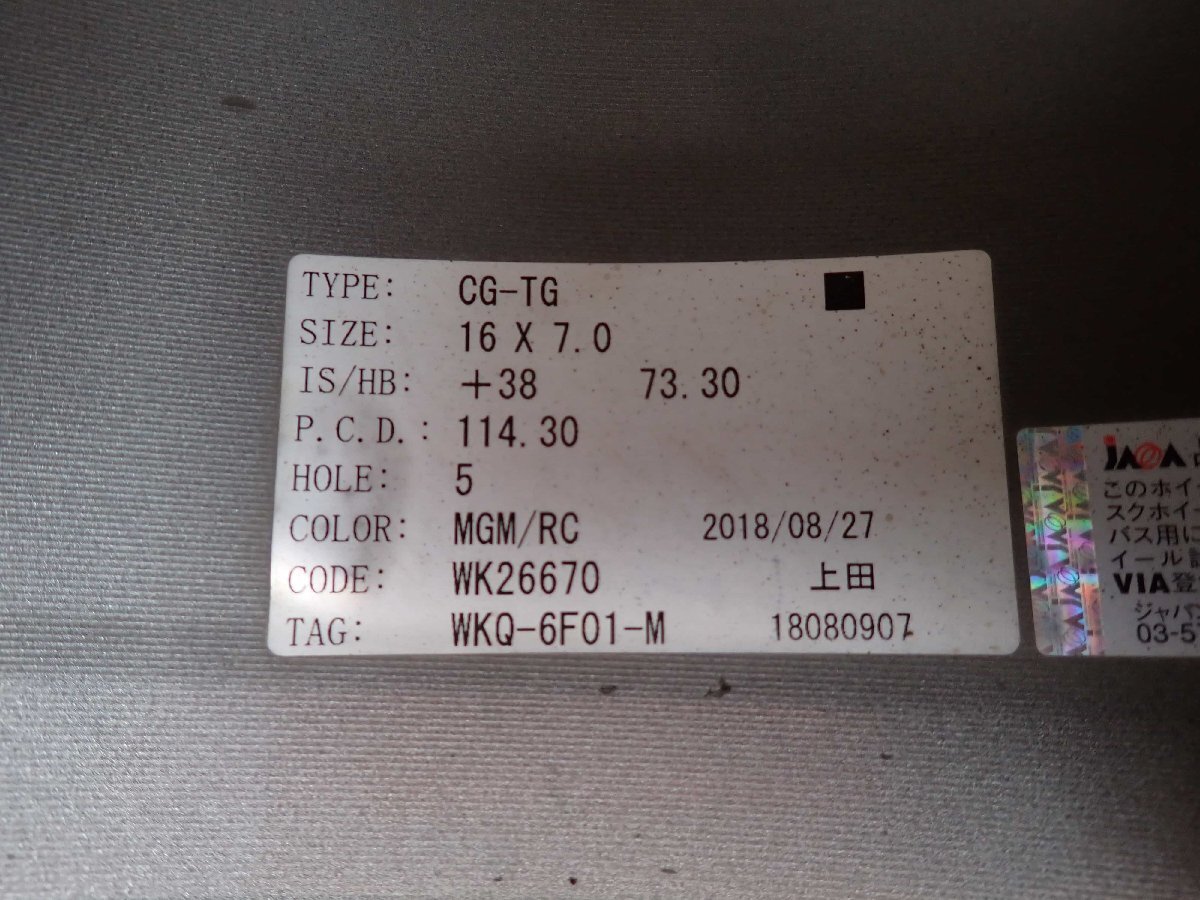 TYPE: CG-TG
SIZE: 16 X 7.0
IS/HB: +38 73.30
P.C.D.: 114.30
HOLE: 5
COLOR: MGM/RC 2018/08/27
CODE: WK26670 上田
TAG: WKQ-6F01-M 18080907
JAWA
このホイ
スクホイ
バス用に
イール
VIA登
ジャパ
03-5